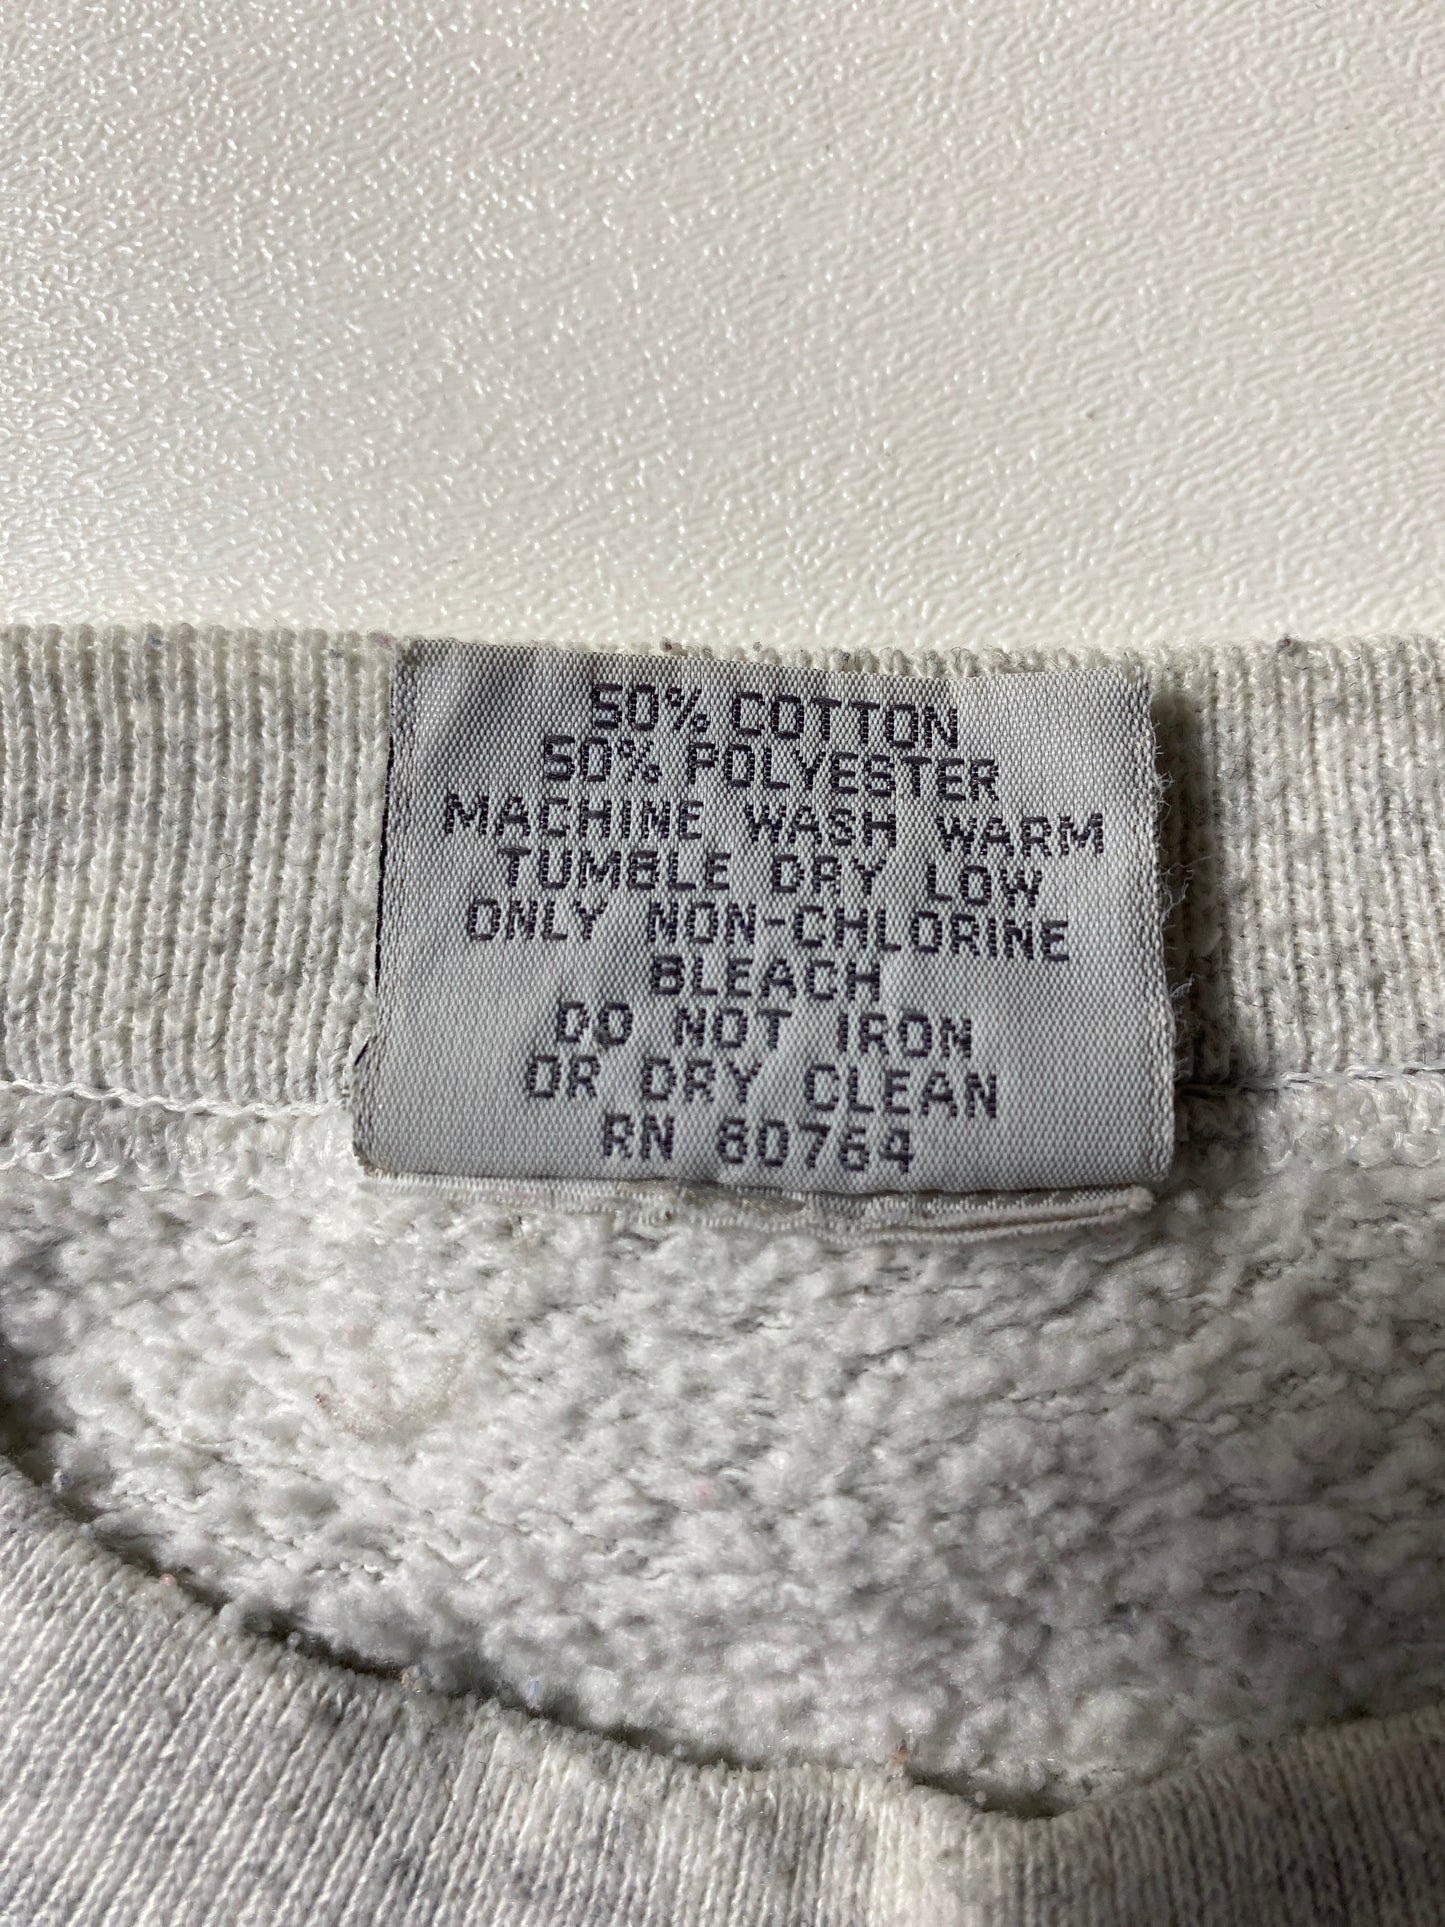 50% COTTON
50% POLYESTER
MACHINE WASH WARM
TUMBLE DRY LOW
ONLY NON-CHLORINE
BLEACH
DO NOT IRON
OR DRY CLEAN
RN 60764